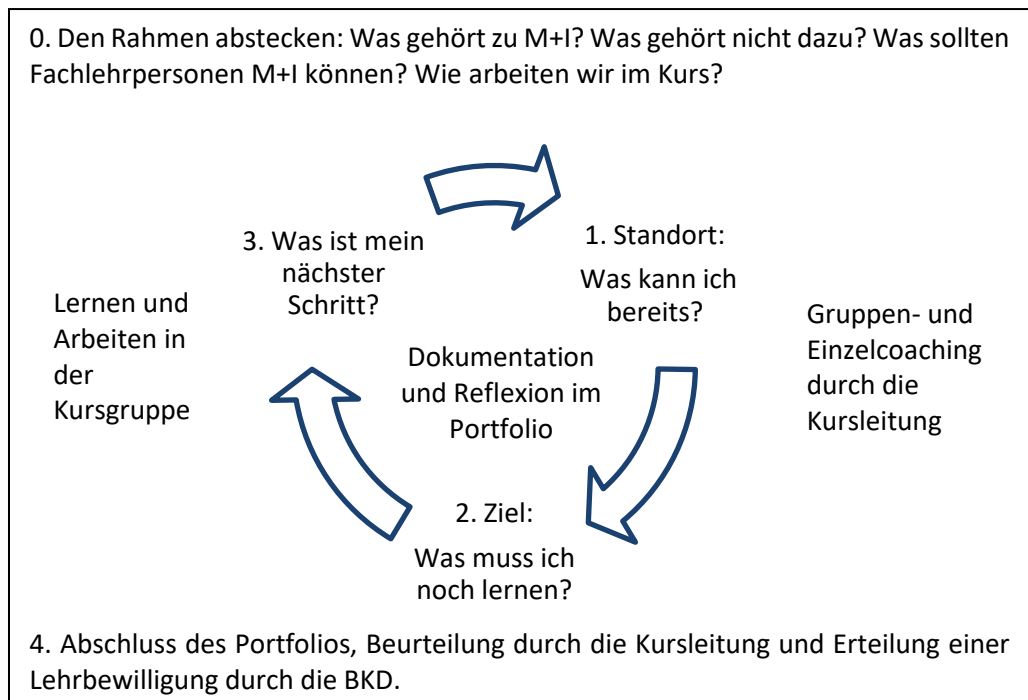 0. Den Rahmen abstecken: Was gehört zu M+I? Was gehört nicht dazu? Was sollten
Fachlehrpersonen M+I können? Wie arbeiten wir im Kurs?
3. Was ist mein
nächster
Schritt?
1. Standort:
Was kann ich
bereits?
Lernen und
Arbeiten in
der
Kursgruppe
Dokumentation
und Reflexion im
Portfolio
Gruppen- und
Einzelcoaching
durch die
Kursleitung
2. Ziel:
Was muss ich
noch lernen?
4. Abschluss des Portfolios, Beurteilung durch die Kursleitung und Erteilung einer
Lehrbewilligung durch die BKD.